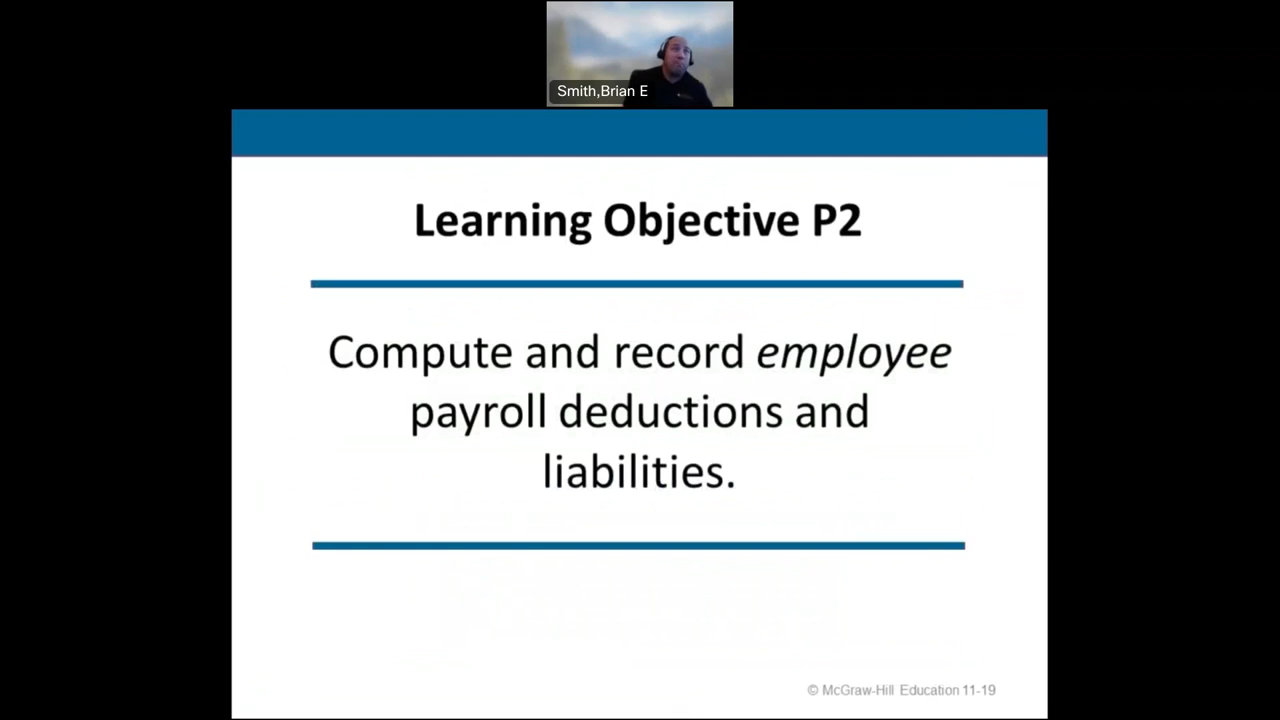 Smith,Brian E
Learning Objective P2
Compute and record employee
payroll deductions and
liabilities.
© McGraw-Hill Education 11-19